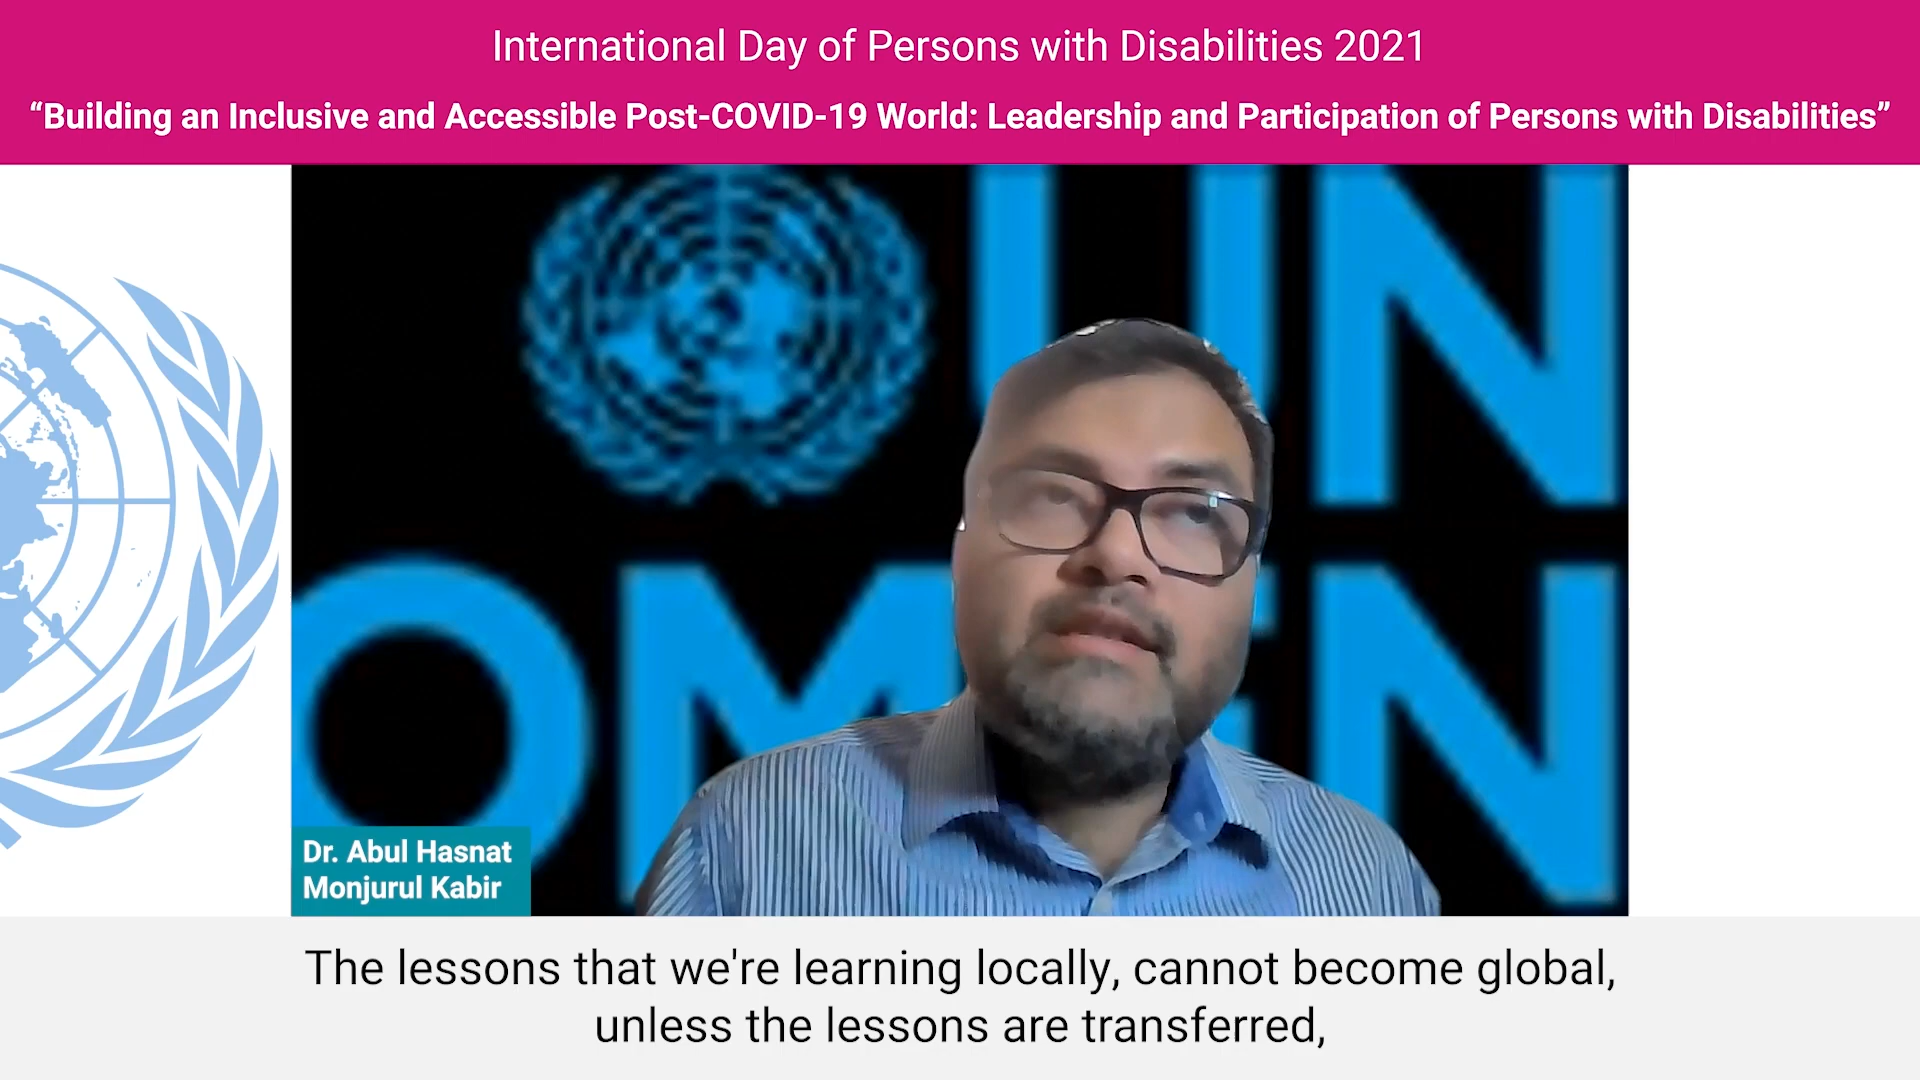 International Day of Persons with Disabilities 2021
“Building an Inclusive and Accessible Post-COVID-19 World: Leadership and Participation of Persons with Disabilities”
UN
OMEN
Dr. Abul Hasnat
Monjurul Kabir
The lessons that we're learning locally, cannot become global,
unless the lessons are transferred,